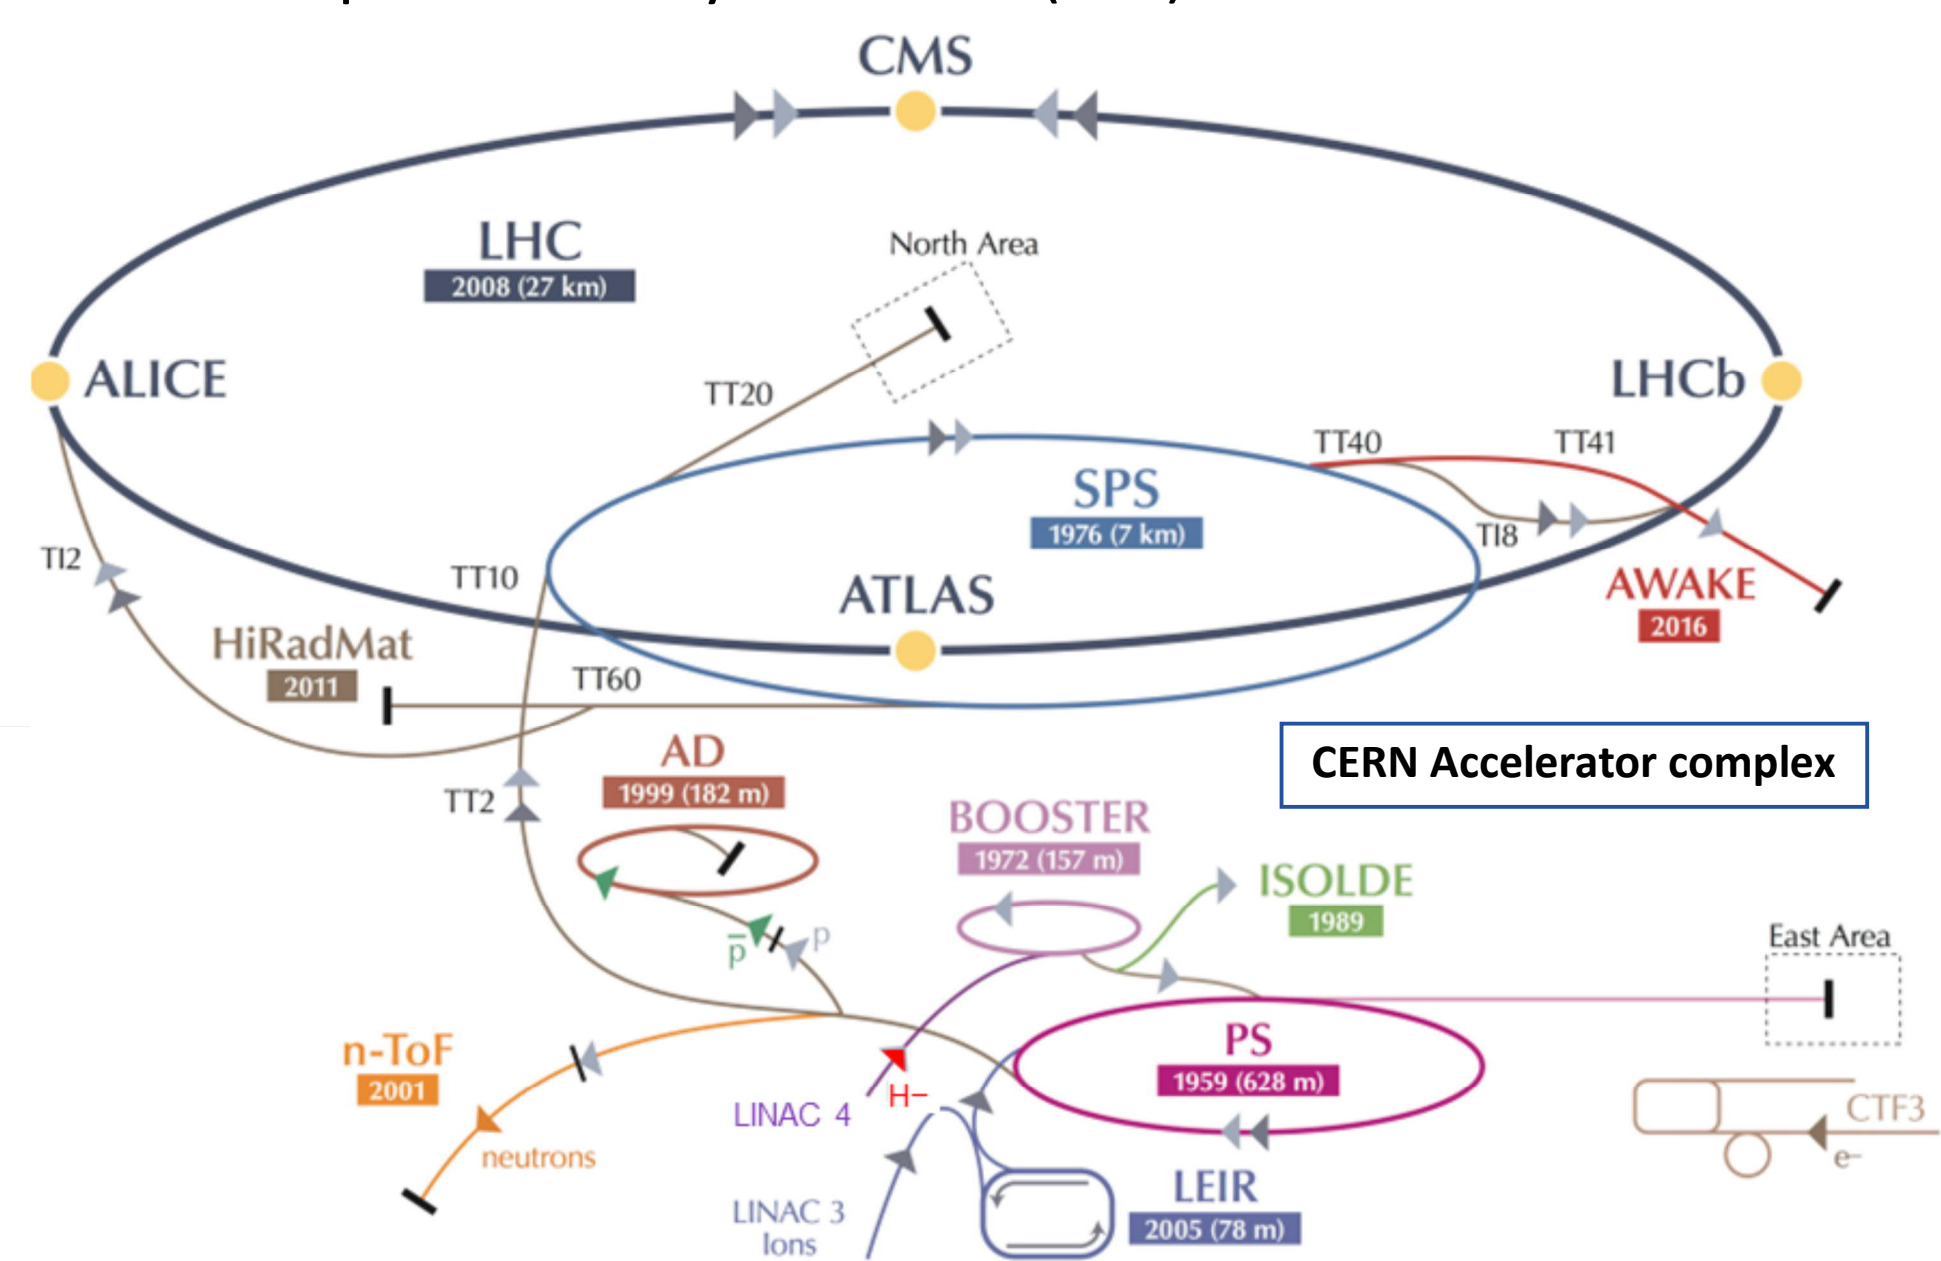 CMS
LHC
2008 (27 km)
North Area
ALICE
TT20
LHCb
TT40
TT41
SPS
1976 (7 km)
TI8
TI2
TT10
ATLAS
AWAKE
2016
HiRadMat
2011
TT60
AD
1999 (182 m)
CERN Accelerator complex
TT2
BOOSTER
1972 (157 m)
ISOLDE
1989
p̅
p
East Area
n-ToF
2001
PS
1959 (628 m)
H−
LINAC 4
CTF3
e−
neutrons
LEIR
2005 (78 m)
LINAC 3
Ions